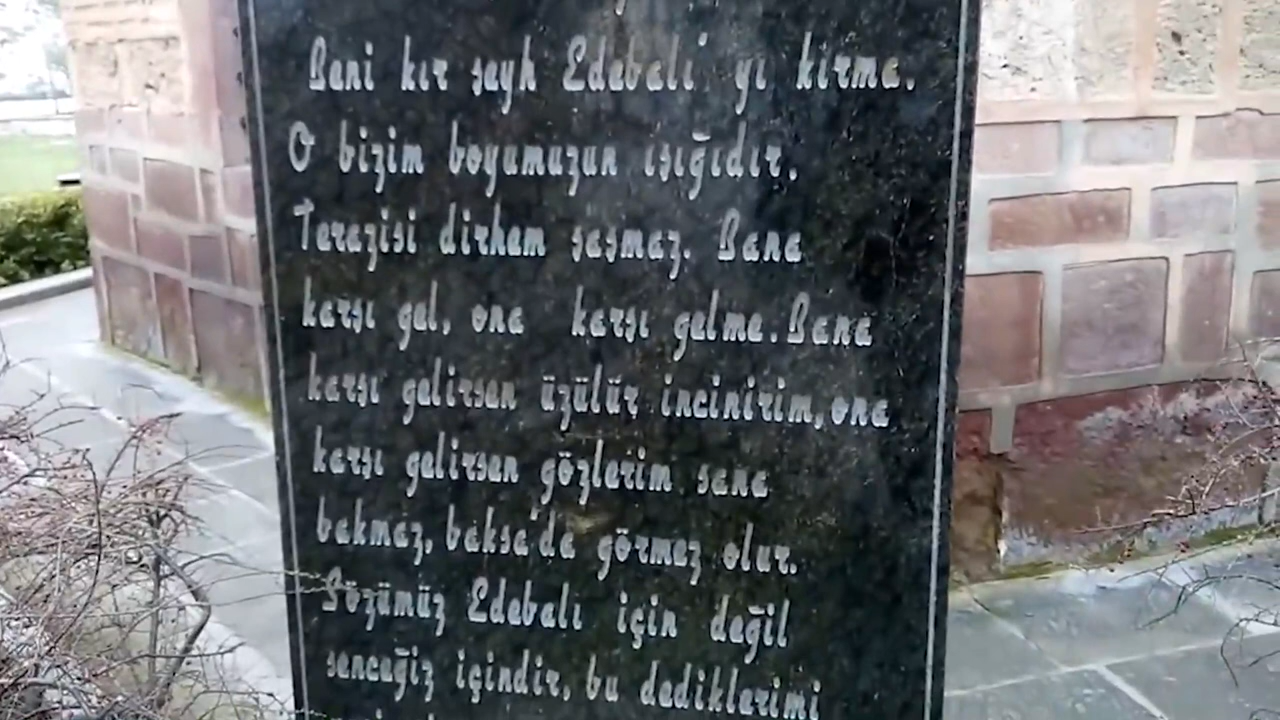 Beni kır şeyh Edebali'yi kirma.
O bizim boyumuzun ışığıdır.
Terazisi dirhem şaşmaz. Bana
karşı gel, ona karşı gelme. Bana
karşı gelirsen üzülür incinirim, ona
karşı gelirsen gözlerim sana
bakmaz, baksa'da görmez olur.
Sözümüz Edebali için değil
senceğiz içindir, bu dediklerimi